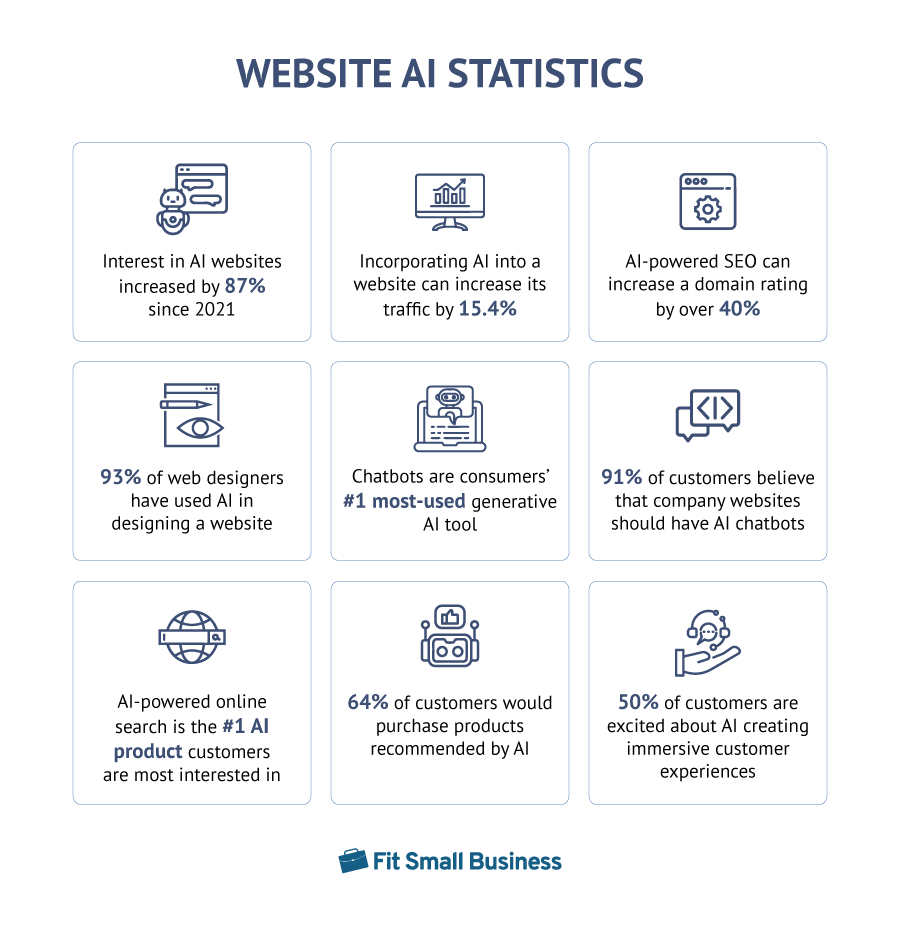 WEBSITE AI STATISTICS
Interest in AI websites
increased by 87%
since 2021
Incorporating AI into a
website can increase its
traffic by 15.4%
AI-powered SEO can
increase a domain rating
by over 40%
93% of web designers
have used AI in
designing a website
Chatbots are consumers’
#1 most-used generative
AI tool
91% of customers believe
that company websites
should have AI chatbots
AI-powered online
search is the #1 AI
product customers
are most interested in
64% of customers would
purchase products
recommended by AI
50% of customers are
excited about AI creating
immersive customer
experiences
Fit Small Business